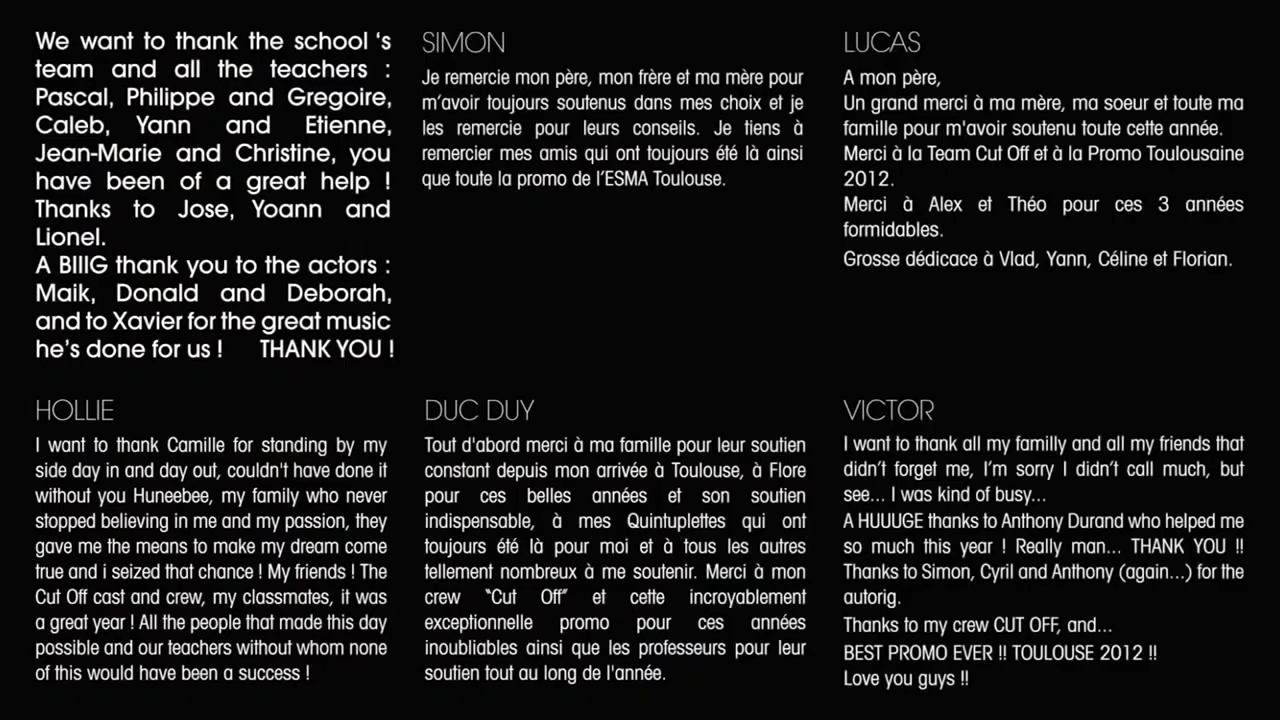 We want to thank the school ‘s
team and all the teachers :
Pascal, Philippe and Gregoire,
Caleb, Yann and Etienne,
Jean-Marie and Christine, you
have been of a great help !
Thanks to Jose, Yoann and
Lionel.
A BIIIG thank you to the actors :
Maik, Donald and Deborah,
and to Xavier for the great music
he’s done for us ! THANK YOU !
SIMON
Je remercie mon père, mon frère et ma mère pour
m’avoir toujours soutenus dans mes choix et je
les remercie pour leurs conseils. Je tiens à
remercier mes amis qui ont toujours été là ainsi
que toute la promo de l’ESMA Toulouse.
LUCAS
A mon père,
Un grand merci à ma mère, ma soeur et toute ma
famille pour m'avoir soutenu toute cette année.
Merci à la Team Cut Off et à la Promo Toulousaine
2012.
Merci à Alex et Théo pour ces 3 années
formidables.
Grosse dédicace à Vlad, Yann, Céline et Florian.
HOLLIE
I want to thank Camille for standing by my
side day in and day out, couldn't have done it
without you Huneebee, my family who never
stopped believing in me and my passion, they
gave me the means to make my dream come
true and i seized that chance ! My friends ! The
Cut Off cast and crew, my classmates, it was
a great year ! All the people that made this day
possible and our teachers without whom none
of this would have been a success !
DUC DUY
Tout d'abord merci à ma famille pour leur soutien
constant depuis mon arrivée à Toulouse, à Flore
pour ces belles années et son soutien
indispensable, à mes Quintuplettes qui ont
toujours été là pour moi et à tous les autres
tellement nombreux à me soutenir. Merci à mon
crew “Cut Off” et cette incroyablement
exceptionnelle promo pour ces années
inoubliables ainsi que les professeurs pour leur
soutien tout au long de l'année.
VICTOR
I want to thank all my familly and all my friends that
didn’t forget me, I’m sorry I didn’t call much, but
see... I was kind of busy...
A HUUUGE thanks to Anthony Durand who helped me
so much this year ! Really man... THANK YOU !!
Thanks to Simon, Cyril and Anthony (again...) for the
autorig.
Thanks to my crew CUT OFF, and...
BEST PROMO EVER !! TOULOUSE 2012 !!
Love you guys !!